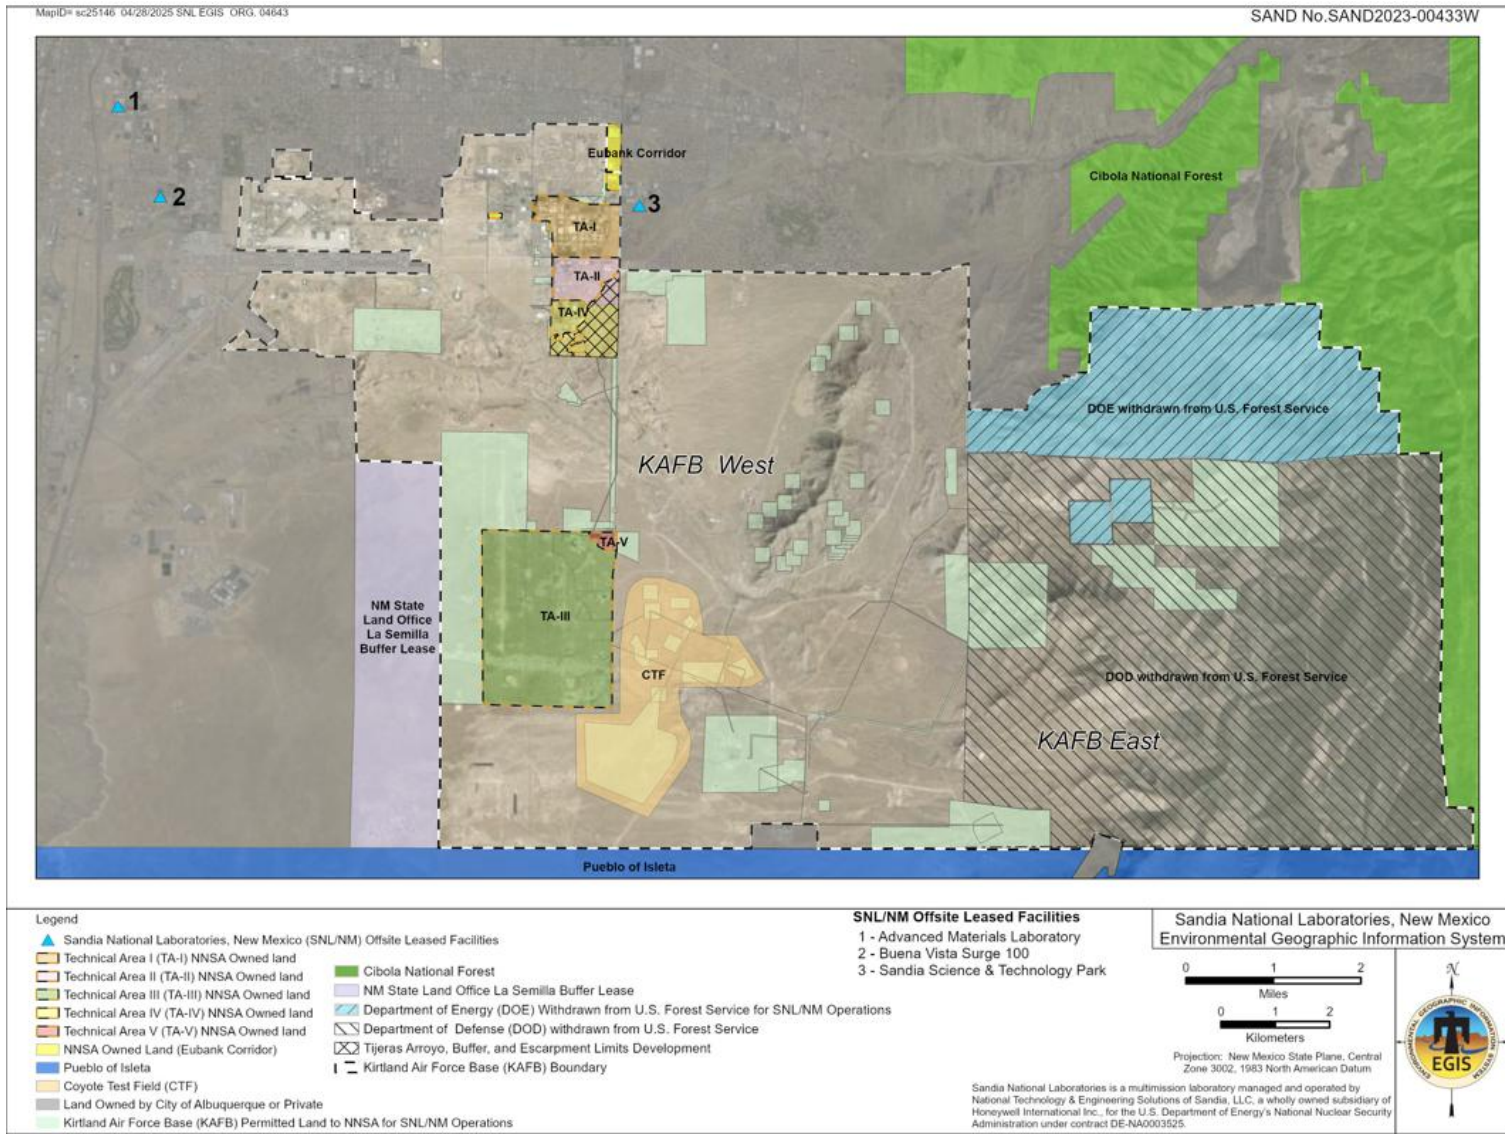 MapID= sc25146 04/28/2025 SNL EGIS ORG. 04643
SAND No.SAND2023-00433W
1
2
3
Eubank Corridor
Cibola National Forest
TA-I
TA-II
TA-IV
DOE withdrawn from U.S. Forest Service
KAFB West
TA-V
NM State
Land Office
La Semilla
Buffer Lease
TA-III
CTF
DOD withdrawn from U.S. Forest Service
KAFB East
Pueblo of Isleta
Legend
Sandia National Laboratories, New Mexico (SNL/NM) Offsite Leased Facilities
Technical Area I (TA-I) NNSA Owned land
Technical Area II (TA-II) NNSA Owned land
Technical Area III (TA-III) NNSA Owned land
Technical Area IV (TA-IV) NNSA Owned land
Technical Area V (TA-V) NNSA Owned land
NNSA Owned Land (Eubank Corridor)
Pueblo of Isleta
Coyote Test Field (CTF)
Land Owned by City of Albuquerque or Private
Kirtland Air Force Base (KAFB) Permitted Land to NNSA for SNL/NM Operations
Cibola National Forest
NM State Land Office La Semilla Buffer Lease
Department of Energy (DOE) Withdrawn from U.S. Forest Service for SNL/NM Operations
Department of Defense (DOD) withdrawn from U.S. Forest Service
Tijeras Arroyo, Buffer, and Escarpment Limits Development
Kirtland Air Force Base (KAFB) Boundary
SNL/NM Offsite Leased Facilities
1 - Advanced Materials Laboratory
2 - Buena Vista Surge 100
3 - Sandia Science & Technology Park
Sandia National Laboratories, New Mexico
Environmental Geographic Information System
0 1 2
Miles
0 1 2
Kilometers
Projection: New Mexico State Plane, Central
Zone 3002, 1983 North American Datum
Sandia National Laboratories is a multimission laboratory managed and operated by
National Technology & Engineering Solutions of Sandia, LLC, a wholly owned subsidiary of
Honeywell International Inc., for the U.S. Department of Energy's National Nuclear Security
Administration under contract DE-NA0003525.
N
ENVIRONMENTAL GEOGRAPHIC INFORMATION SYSTEM
EGIS